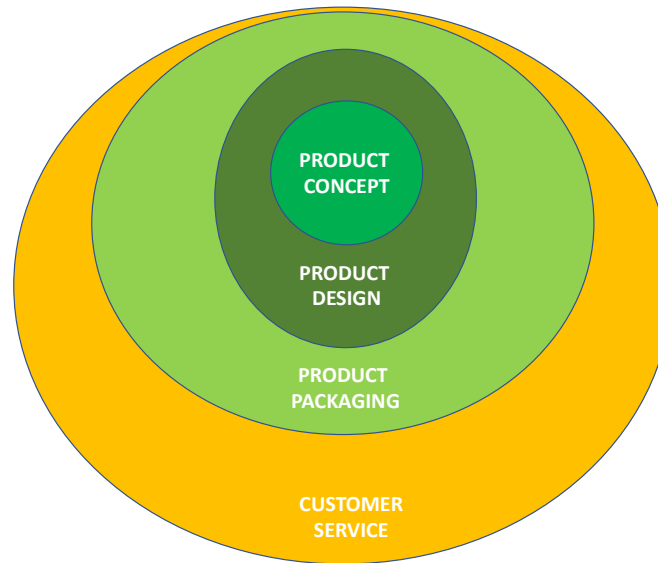 PRODUCT
CONCEPT
PRODUCT
DESIGN
PRODUCT
PACKAGING
CUSTOMER
SERVICE